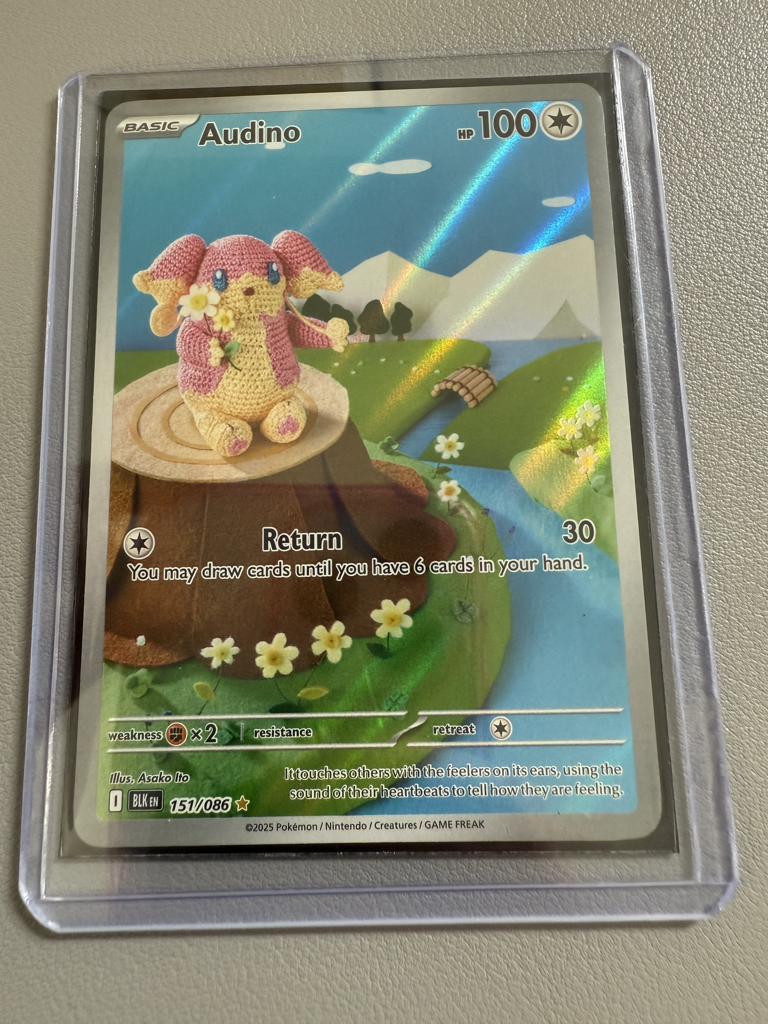 BASIC Audino HP 100
Return 30
You may draw cards until you have 6 cards in your hand.
weakness ×2 resistance retreat
Illus. Asako Ito
It touches others with the feelers on its ears, using the
sound of their heartbeats to tell how they are feeling.
I BLK EN 151/086
©2025 Pokémon / Nintendo / Creatures / GAME FREAK